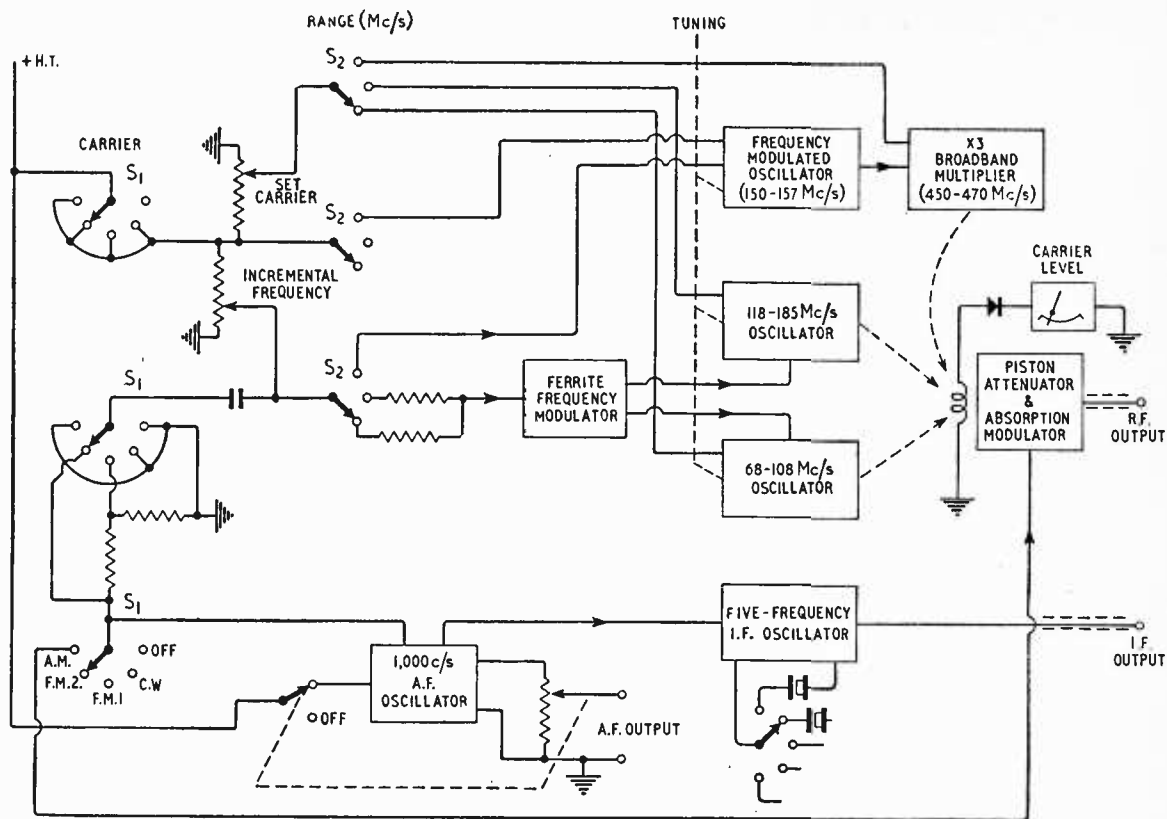 RANGE (Mc/s)
TUNING
+ H.T.
S2
CARRIER
S1
SET
CARRIER
S2
INCREMENTAL
FREQUENCY
FREQUENCY
MODULATED
OSCILLATOR
(150-157 Mc/s)
X3
BROADBAND
MULTIPLIER
(450-470 Mc/s)
CARRIER
LEVEL
118-185 Mc/s
OSCILLATOR
S2
S1
FERRITE
FREQUENCY
MODULATOR
PISTON
ATTENUATOR
&
ABSORPTION
MODULATOR
R.F.
OUTPUT
68-108 Mc/s
OSCILLATOR
S1
A.M.
F.M.2.
F.M.1
C.W
OFF
1,000 c/s
A.F.
OSCILLATOR
OFF
A.F. OUTPUT
FIVE-FREQUENCY
I.F. OSCILLATOR
I.F.
OUTPUT